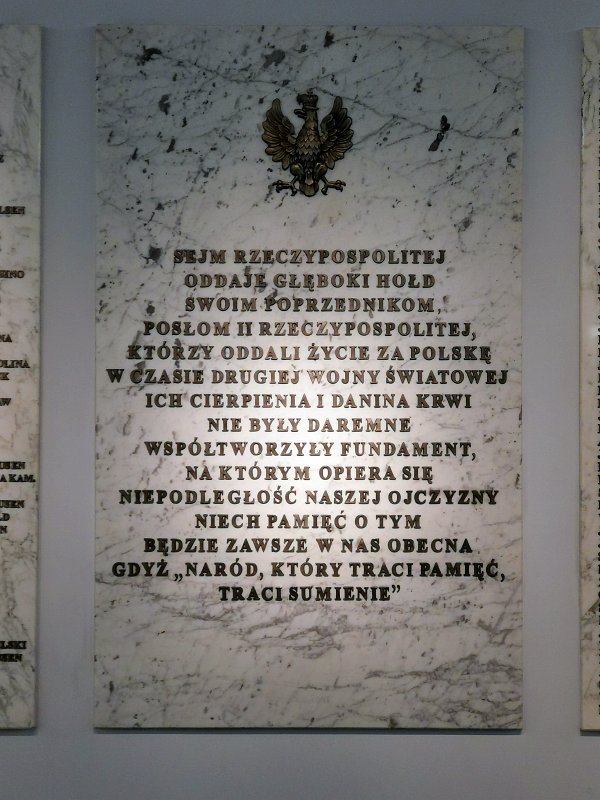 SEJM RZECZYPOSPOLITEJ
ODDAJE GŁĘBOKI HOŁD
SWOIM POPRZEDNIKOM,
POSŁOM II RZECZYPOSPOLITEJ,
KTÓRZY ODDALI ŻYCIE ZA POLSKĘ
W CZASIE DRUGIEJ WOJNY ŚWIATOWEJ
ICH CIERPIENIA I DANINA KRWI
NIE BYŁY DAREMNE
WSPÓŁTWORZYŁY FUNDAMENT,
NA KTÓRYM OPIERA SIĘ
NIEPODLEGŁOŚĆ NASZEJ OJCZYZNY
NIECH PAMIĘĆ O TYM
BĘDZIE ZAWSZE W NAS OBECNA
GDYŻ „NARÓD, KTÓRY TRACI PAMIĘĆ,
TRACI SUMIENIE”